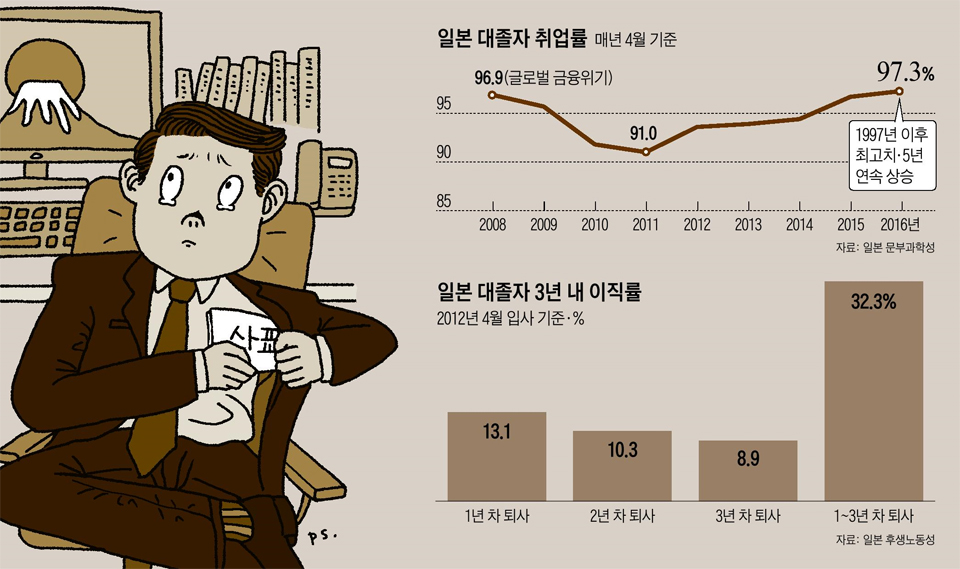 일본 대졸자 취업률 매년 4월 기준
96.9(글로벌 금융위기)
97.3%
95
91.0
1997년 이후
최고치·5년
연속 상승
90
85
2008 2009 2010 2011 2012 2013 2014 2015 2016년
자료: 일본 문부과학성
일본 대졸자 3년 내 이직률
2012년 4월 입사 기준·%
32.3%
13.1
10.3
8.9
1년 차 퇴사 2년 차 퇴사 3년 차 퇴사 1~3년 차 퇴사
자료: 일본 후생노동성
사표
ps.